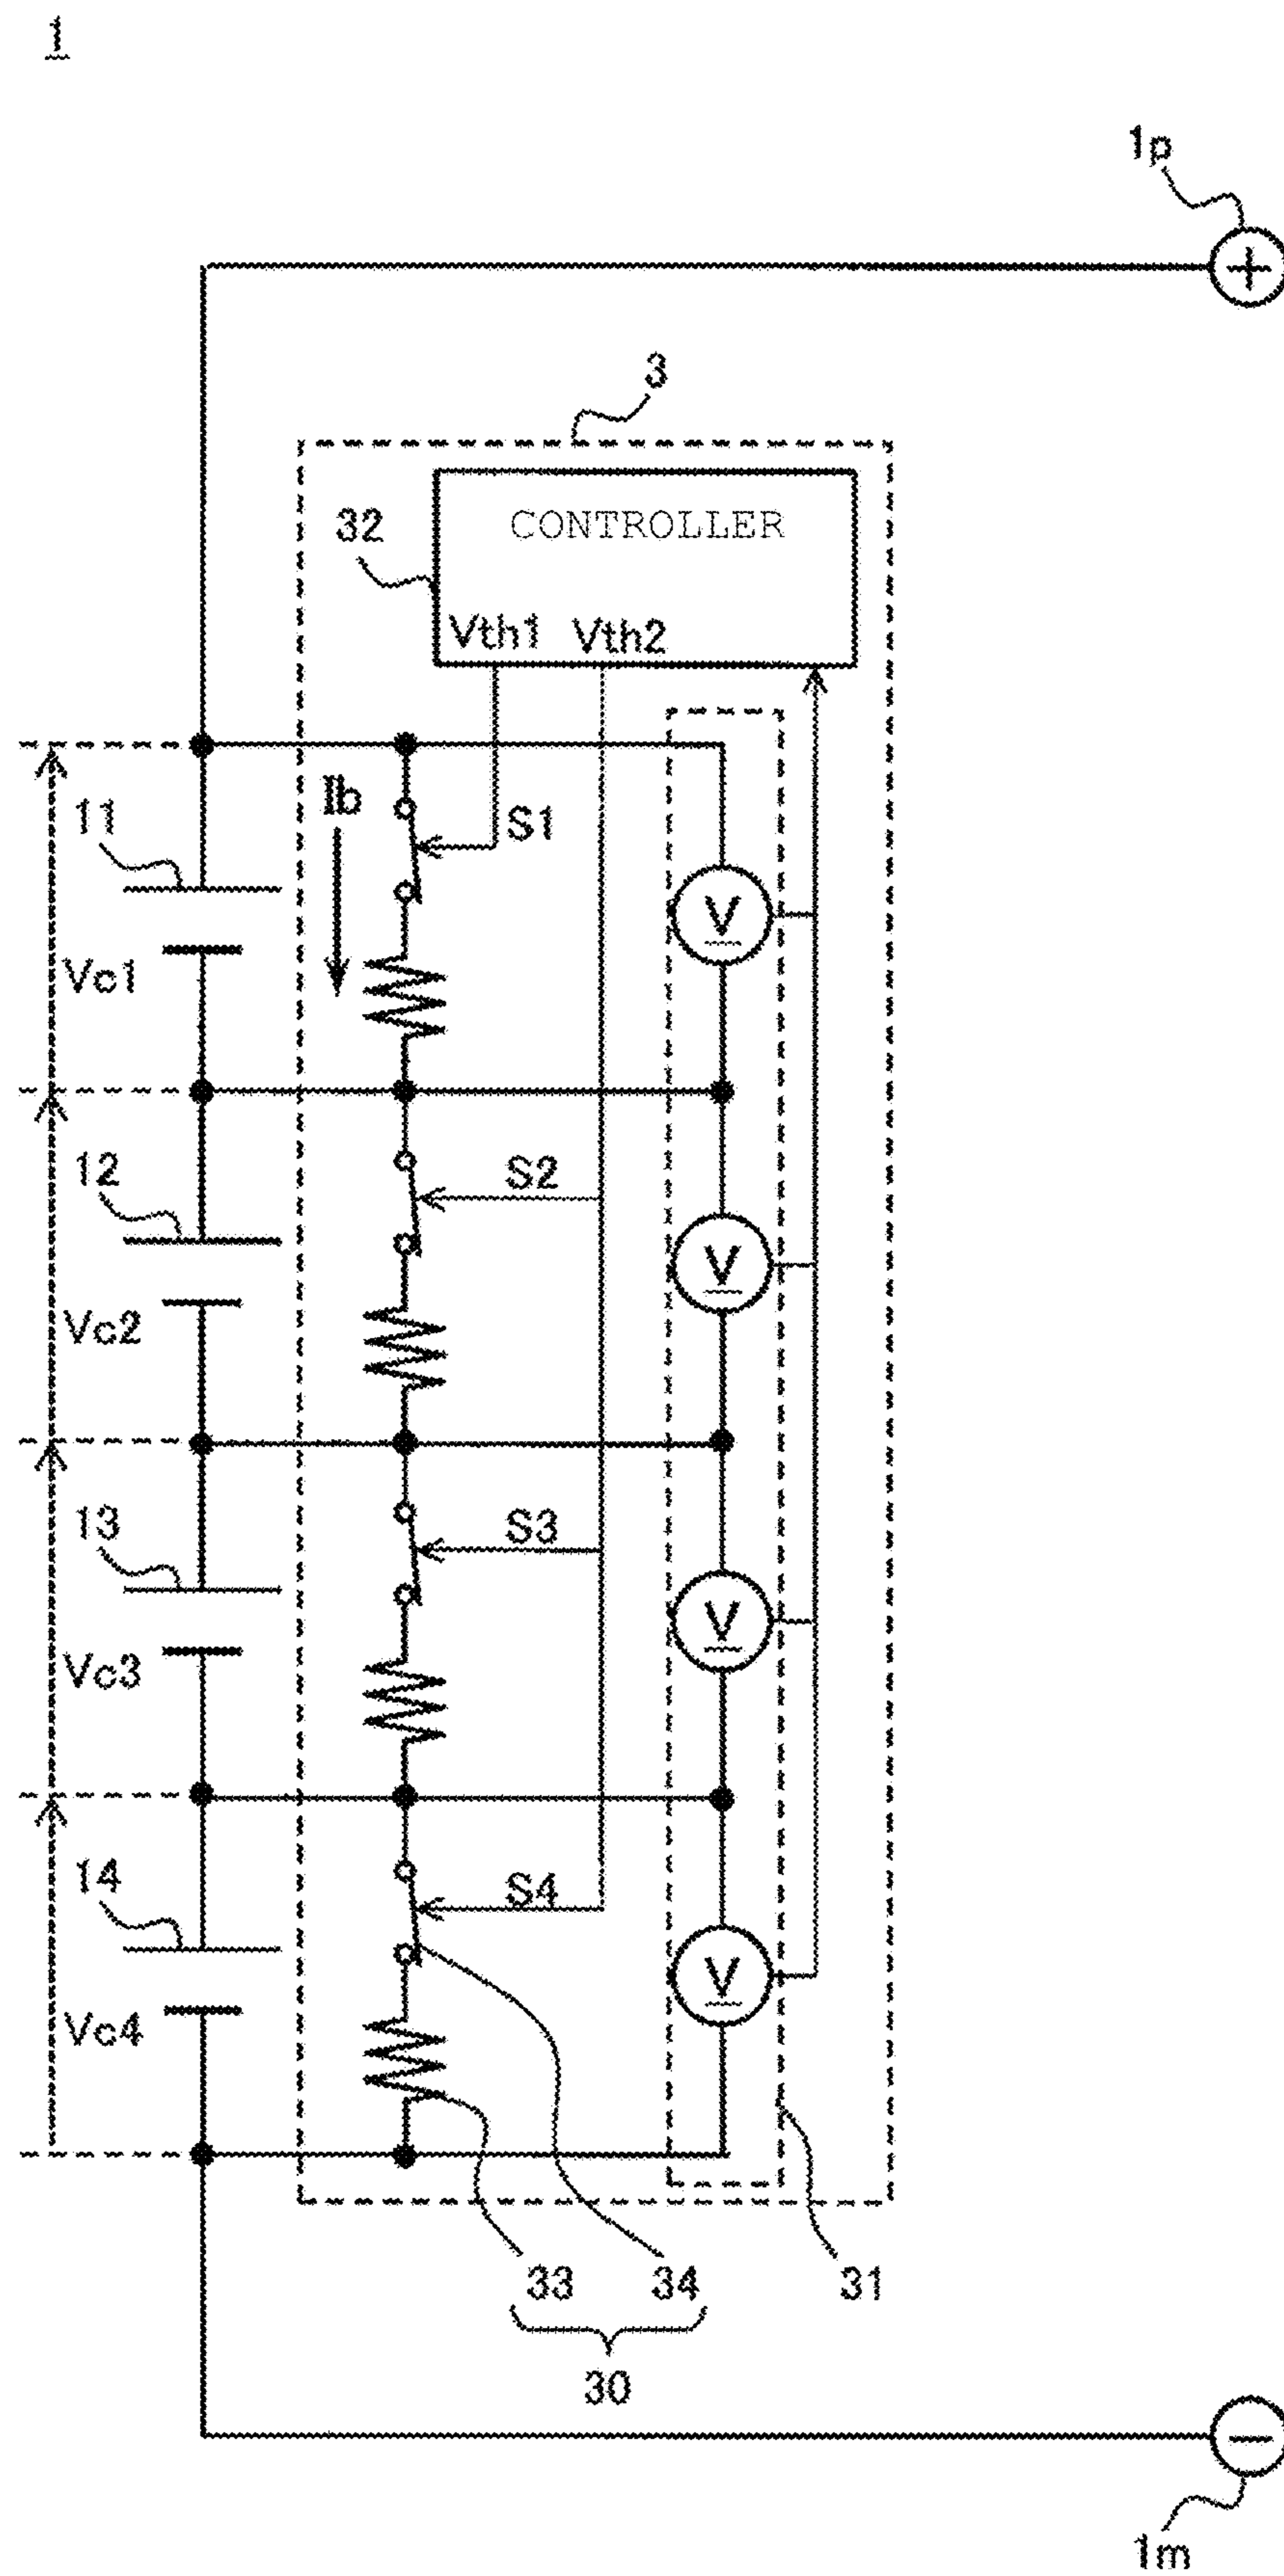 1
1p
+
3
CONTROLLER
32
Vth1 Vth2
Ib
S1
11
V
Vc1
12
S2
V
Vc2
13
S3
V
Vc3
14
S4
V
Vc4
33 34 31
30
−
1m